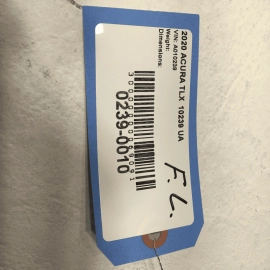 2020 ACURA TLX 10239 UA
VIN: A010239
Weight:
Dimensions:
0239-0010
F. L.